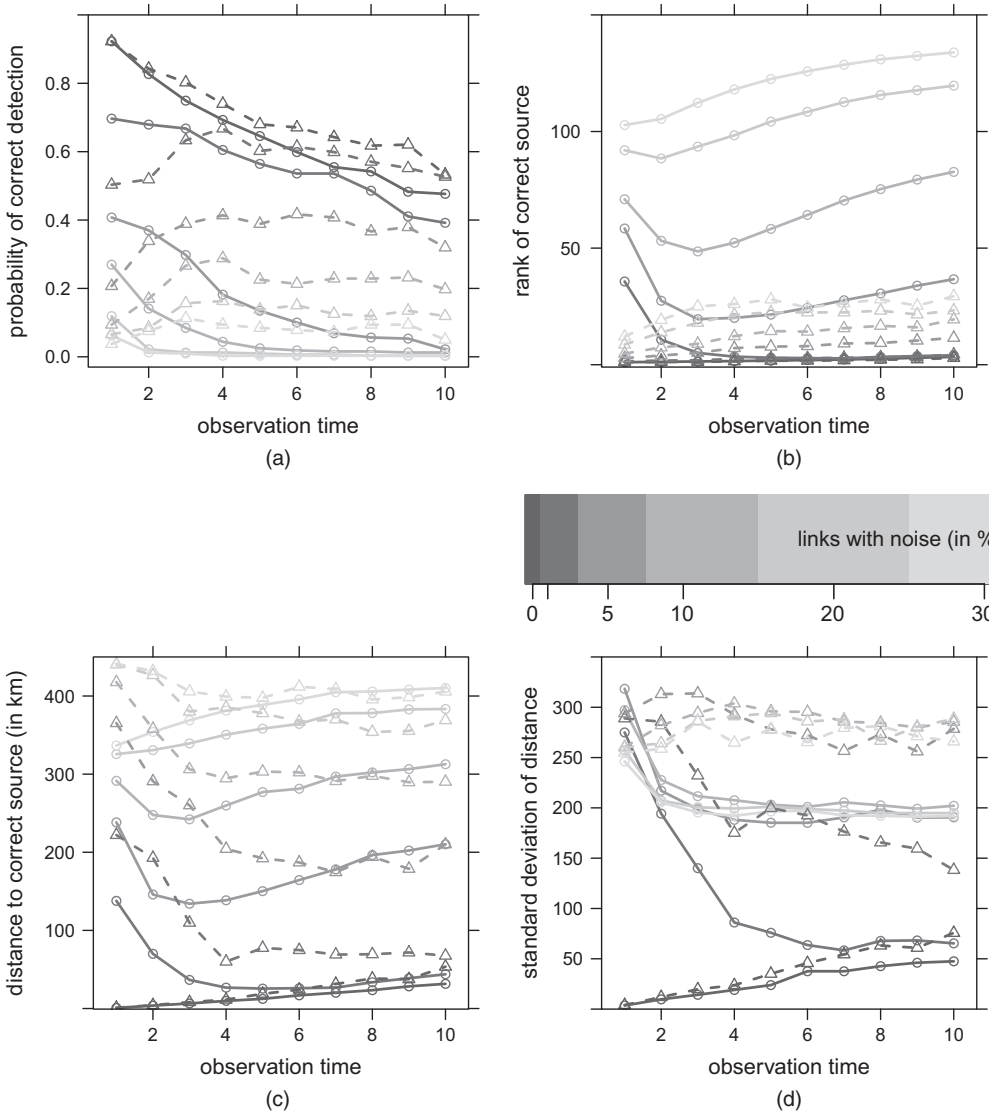 probability of correct detection
0.8
0.6
0.4
0.2
0.0
2 4 6 8 10
observation time
(a)
rank of correct source
100
50
2 4 6 8 10
observation time
(b)
links with noise (in %
0 5 10 20 30
distance to correct source (in km)
400
300
200
100
2 4 6 8 10
observation time
(c)
standard deviation of distance
300
250
200
150
100
50
2 4 6 8 10
observation time
(d)